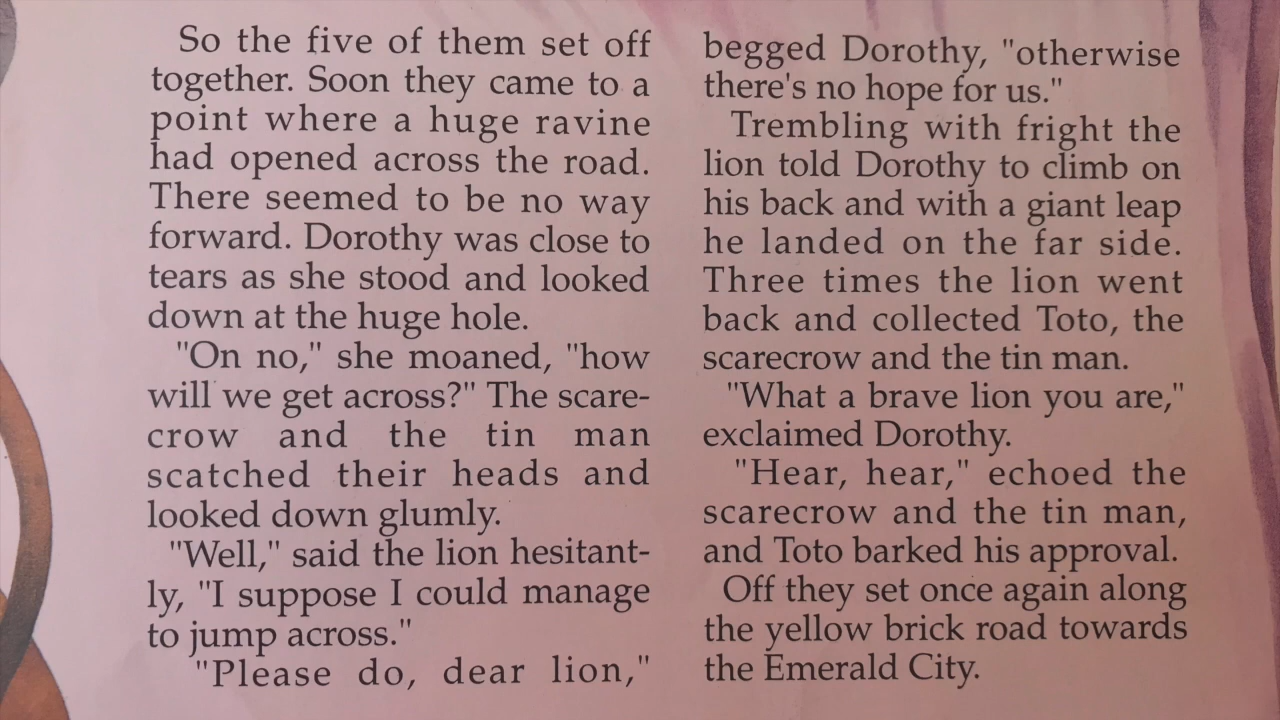 So the five of them set off
together. Soon they came to a
point where a huge ravine
had opened across the road.
There seemed to be no way
forward. Dorothy was close to
tears as she stood and looked
down at the huge hole.
"On no," she moaned, "how
will we get across?" The scare-
crow and the tin man
scatched their heads and
looked down glumly.
"Well," said the lion hesitant-
ly, "I suppose I could manage
to jump across."
"Please do, dear lion,"
begged Dorothy, "otherwise
there's no hope for us."
Trembling with fright the
lion told Dorothy to climb on
his back and with a giant leap
he landed on the far side.
Three times the lion went
back and collected Toto, the
scarecrow and the tin man.
"What a brave lion you are,"
exclaimed Dorothy.
"Hear, hear," echoed the
scarecrow and the tin man,
and Toto barked his approval.
Off they set once again along
the yellow brick road towards
the Emerald City.